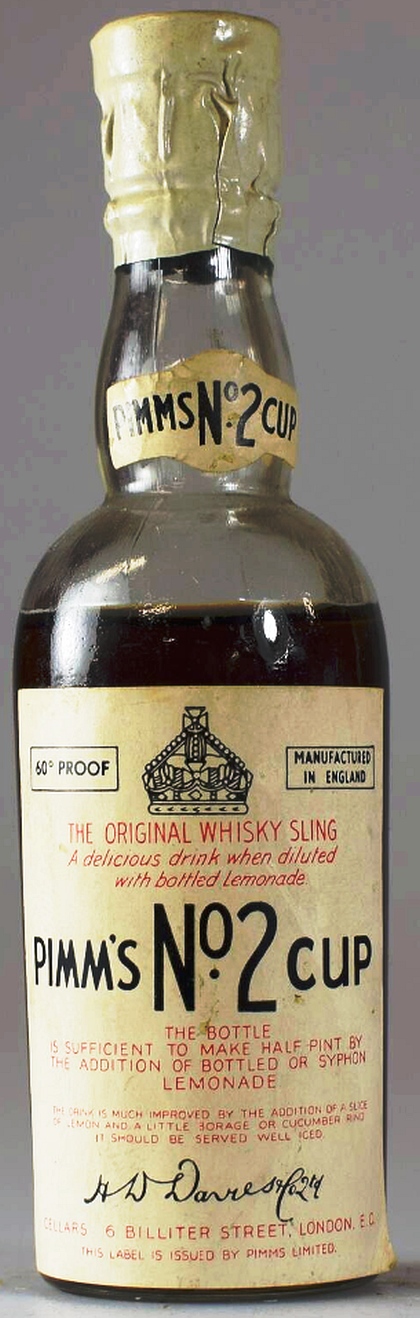 PIMMS No. 2 CUP
60° PROOF
MANUFACTURED
IN ENGLAND
THE ORIGINAL WHISKY SLING
A delicious drink when diluted
with bottled Lemonade.
PIMM'S No. 2 CUP
THE BOTTLE
IS SUFFICIENT TO MAKE HALF PINT BY
THE ADDITION OF BOTTLED OR SYPHON
LEMONADE
THE DRINK IS MUCH IMPROVED BY THE ADDITION OF A SLICE
OF LEMON AND A LITTLE BORAGE OR CUCUMBER RIND
IT SHOULD BE SERVED WELL ICED.
H D Davies & Co Ltd
CELLARS 6 BILLITER STREET, LONDON, E.C.
THIS LABEL IS ISSUED BY PIMMS LIMITED.